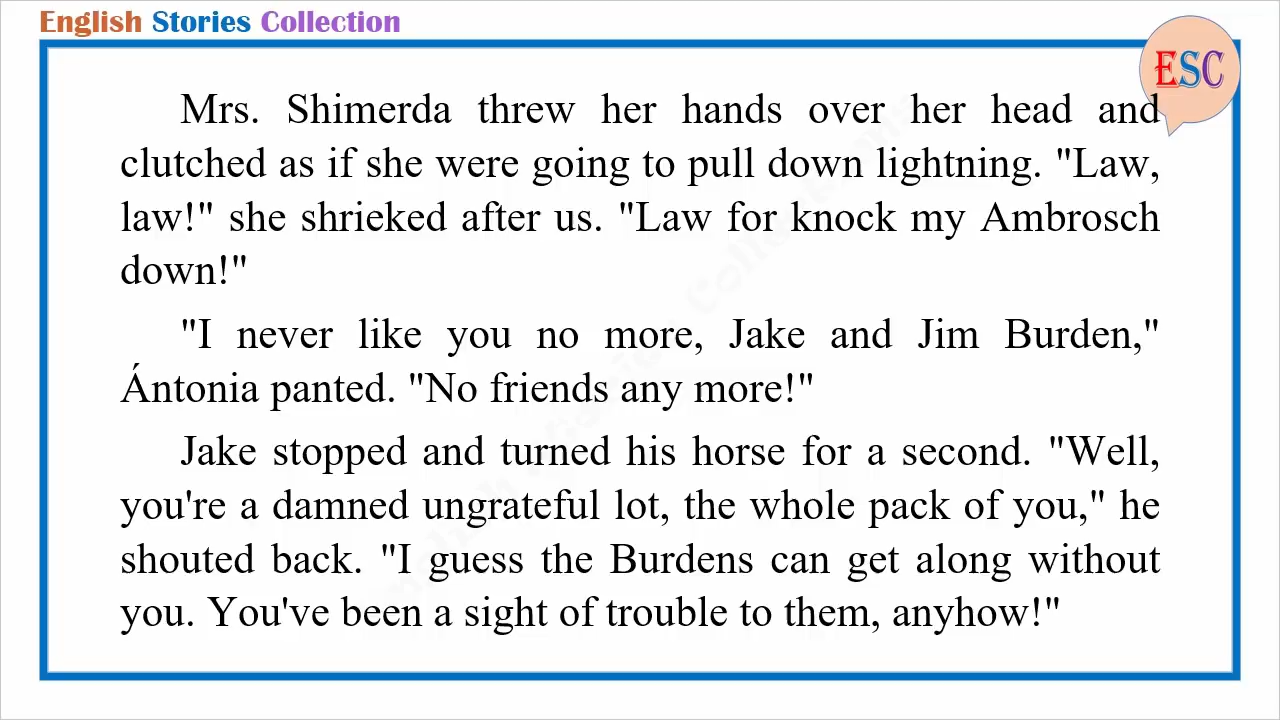 English Stories Collection
ESC
Mrs. Shimerda threw her hands over her head and
clutched as if she were going to pull down lightning. "Law,
law!" she shrieked after us. "Law for knock my Ambrosch
down!"
"I never like you no more, Jake and Jim Burden,"
Ántonia panted. "No friends any more!"
Jake stopped and turned his horse for a second. "Well,
you're a damned ungrateful lot, the whole pack of you," he
shouted back. "I guess the Burdens can get along without
you. You've been a sight of trouble to them, anyhow!"